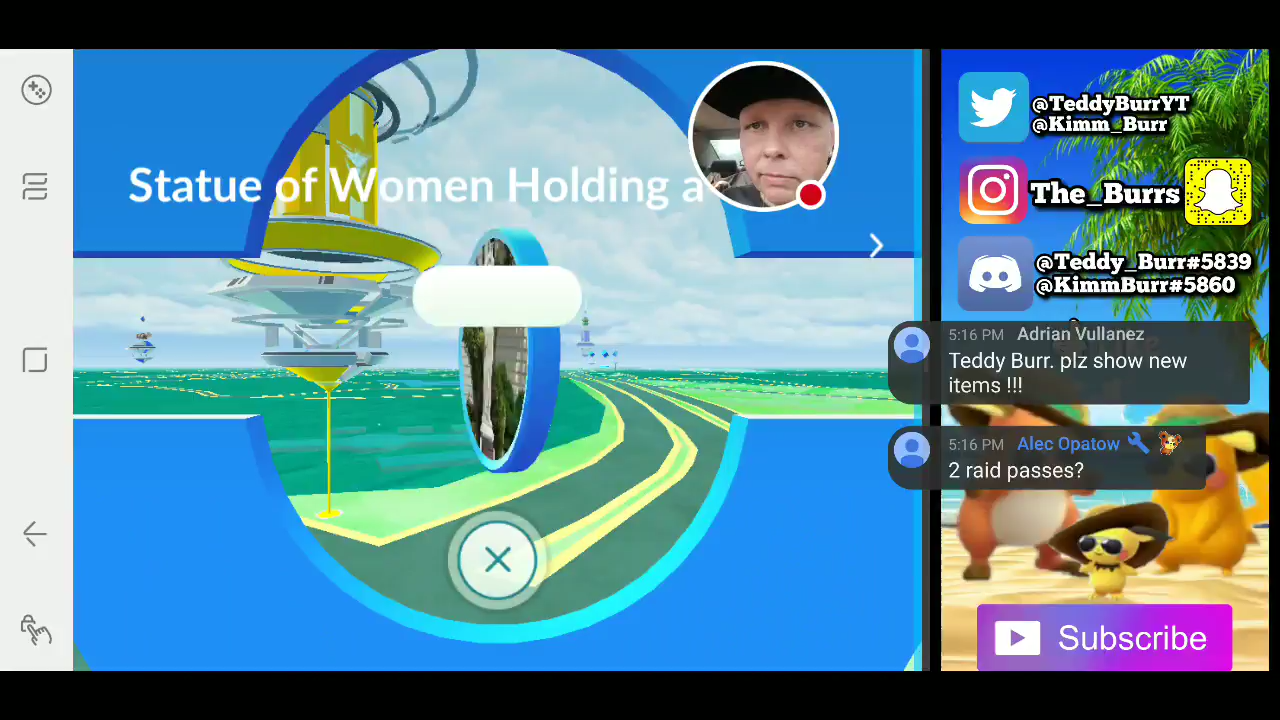 Statue of Women Holding a
@TeddyBurrYT
@Kimm_Burr
The_Burrs
@Teddy_Burr#5839
@KimmBurr#5860
5:16 PM Adrian Vullanez
Teddy Burr. plz show new
items !!!
5:16 PM Alec Opatow
2 raid passes?
Subscribe